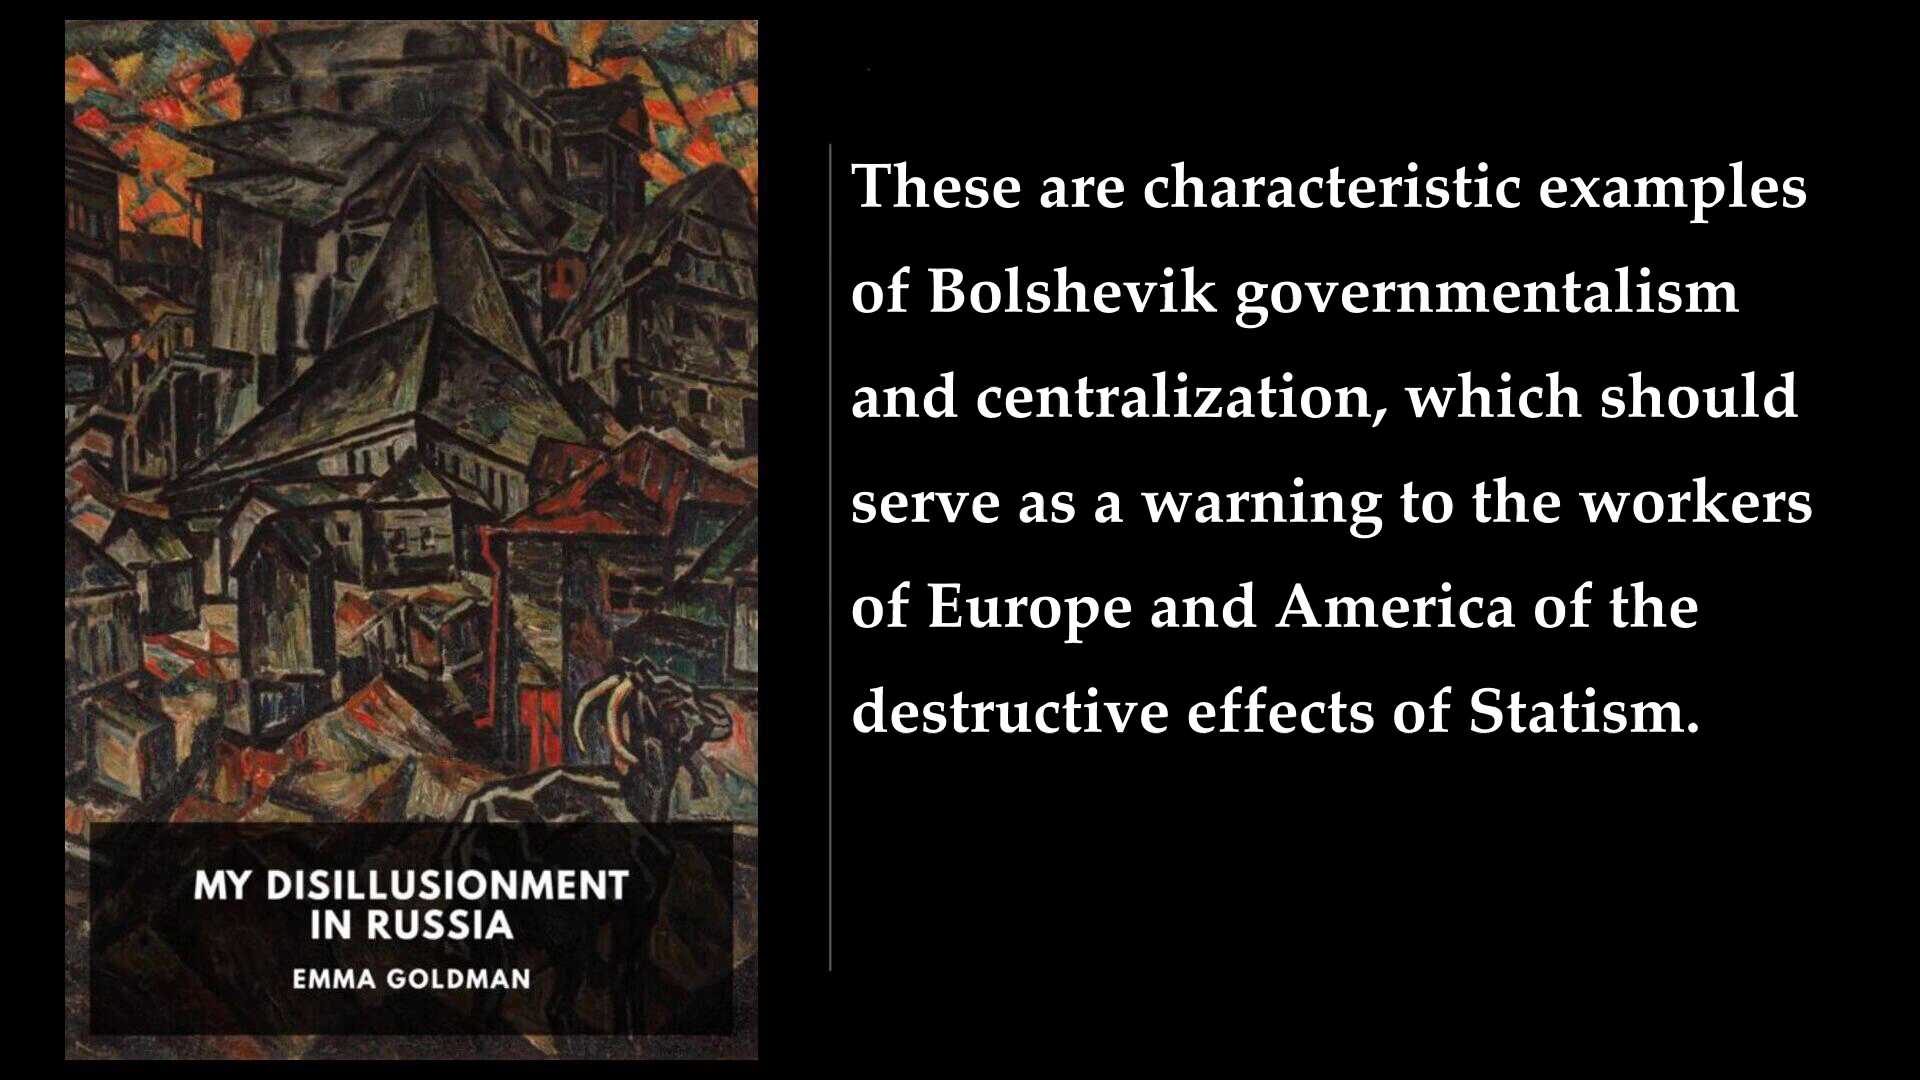 MY DISILLUSIONMENT
IN RUSSIA
EMMA GOLDMAN
These are characteristic examples
of Bolshevik governmentalism
and centralization, which should
serve as a warning to the workers
of Europe and America of the
destructive effects of Statism.